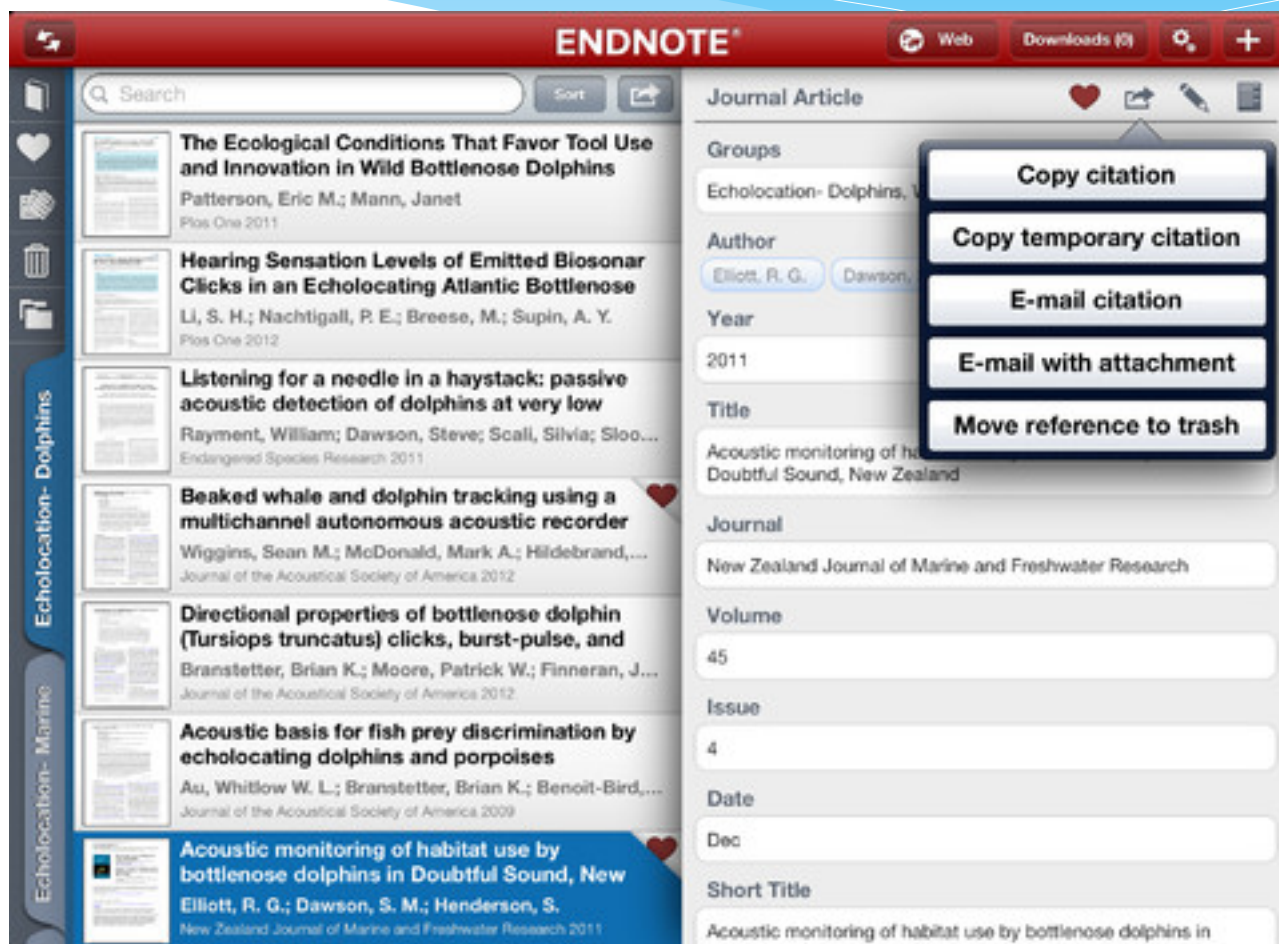 ENDNOTE®
Web
Downloads (0)
Search
Sort
Echolocation- Dolphins
Echolocation- Marine
The Ecological Conditions That Favor Tool Use
and Innovation in Wild Bottlenose Dolphins
Patterson, Eric M.; Mann, Janet
Plos One 2011
Hearing Sensation Levels of Emitted Biosonar
Clicks in an Echolocating Atlantic Bottlenose
Li, S. H.; Nachtigall, P. E.; Breese, M.; Supin, A. Y.
Plos One 2012
Listening for a needle in a haystack: passive
acoustic detection of dolphins at very low
Rayment, William; Dawson, Steve; Scali, Silvia; Sloo...
Endangered Species Research 2011
Beaked whale and dolphin tracking using a
multichannel autonomous acoustic recorder
Wiggins, Sean M.; McDonald, Mark A.; Hildebrand,...
Journal of the Acoustical Society of America 2012
Directional properties of bottlenose dolphin
(Tursiops truncatus) clicks, burst-pulse, and
Branstetter, Brian K.; Moore, Patrick W.; Finneran, J...
Journal of the Acoustical Society of America 2012
Acoustic basis for fish prey discrimination by
echolocating dolphins and porpoises
Au, Whitlow W. L.; Branstetter, Brian K.; Benoit-Bird,...
Journal of the Acoustical Society of America 2009
Acoustic monitoring of habitat use by
bottlenose dolphins in Doubtful Sound, New
Elliott, R. G.; Dawson, S. M.; Henderson, S.
New Zealand Journal of Marine and Freshwater Research 2011
Journal Article
Groups
Echolocation- Dolphins,
Author
Elliott, R. G.
Dawson,
Year
2011
Title
Acoustic monitoring of
Doubtful Sound, New Zealand
Journal
New Zealand Journal of Marine and Freshwater Research
Volume
45
Issue
4
Date
Dec
Short Title
Acoustic monitoring of habitat use by bottlenose dolphins in
Copy citation
Copy temporary citation
E-mail citation
E-mail with attachment
Move reference to trash